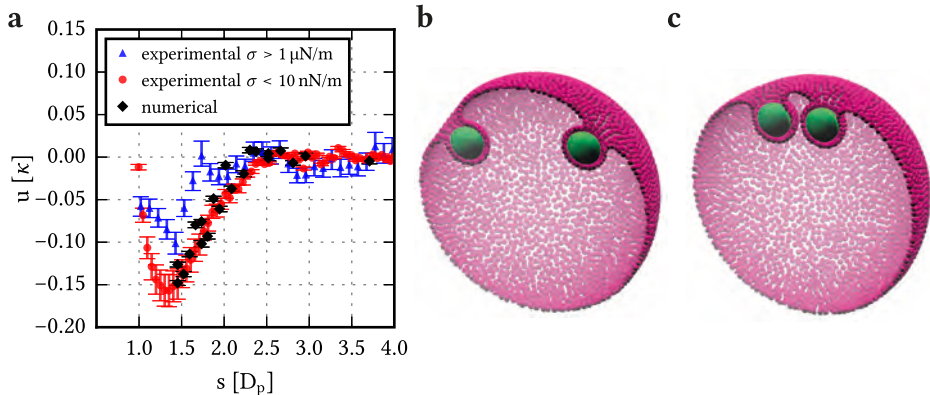 a
b
c
0.15
0.10
0.05
0.00
−0.05
−0.10
−0.15
−0.20
u [κ]
experimental σ > 1 μN/m
experimental σ < 10 nN/m
numerical
1.0 1.5 2.0 2.5 3.0 3.5 4.0
s [Dₚ]